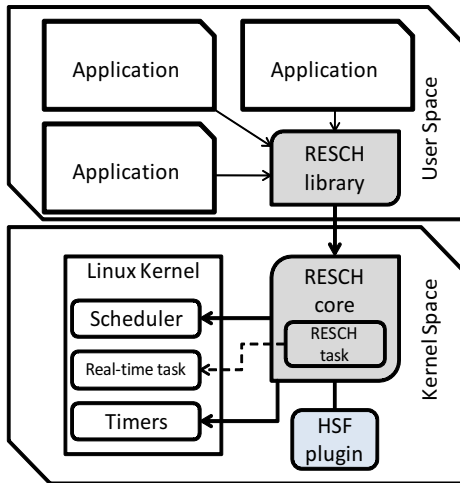 Application
Application
Application
RESCH
library
User Space
Linux Kernel
Scheduler
Real-time task
Timers
RESCH
core
RESCH
task
HSF
plugin
Kernel Space